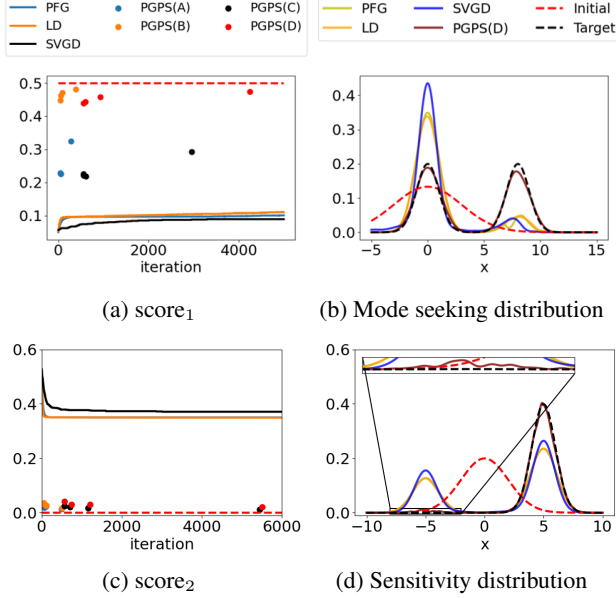 PFG PGPS(A) PGPS(C)
LD PGPS(B) PGPS(D)
SVGD
PFG SVGD Initial
LD PGPS(D) Target
0.5
0.4
0.3
0.2
0.1
0 2000 4000
iteration
(a) score₁
0.4
0.3
0.2
0.1
0.0
−5 0 5 10 15
x
(b) Mode seeking distribution
0.6
0.4
0.2
0.0
0 2000 4000 6000
iteration
(c) score₂
0.6
0.4
0.2
0.0
−10 −5 0 5 10
x
(d) Sensitivity distribution